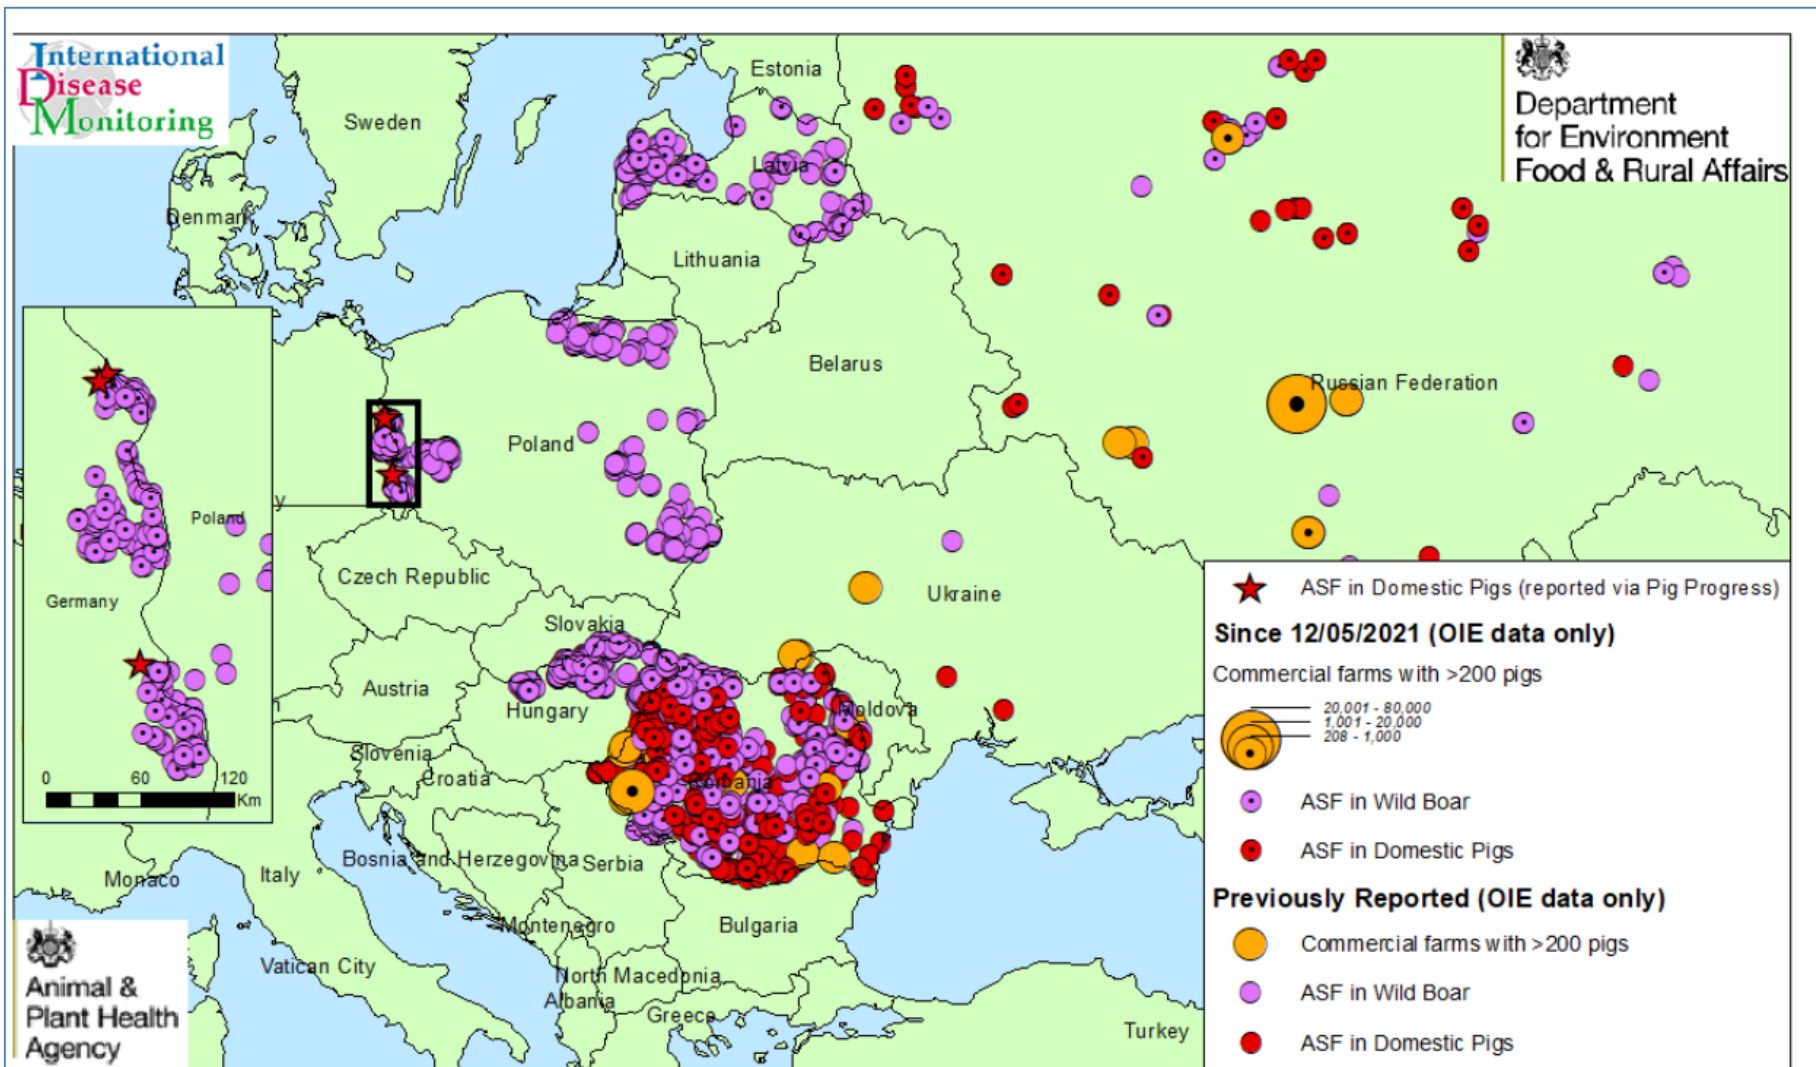 International
Disease
Monitoring
Department
for Environment
Food & Rural Affairs
Estonia
Sweden
Latvia
Denmark
Lithuania
Belarus
Russian Federation
Poland
y
Poland
Germany
0 60 120
Km
Czech Republic
Ukraine
Slovakia
Austria
n
Hungary
Moldova
Slovenia
Croatia
Romania
Bosnia and Herzegovina
Serbia
Monaco
Italy
Montenegro
Bulgaria
Vatican City
North Macedonia
Albania
Greece
Turkey
ASF in Domestic Pigs (reported via Pig Progress)
Since 12/05/2021 (OIE data only)
Commercial farms with >200 pigs
20,001 - 80,000
1,001 - 20,000
208 - 1,000
ASF in Wild Boar
ASF in Domestic Pigs
Previously Reported (OIE data only)
Commercial farms with >200 pigs
ASF in Wild Boar
ASF in Domestic Pigs
Animal &
Plant Health
Agency